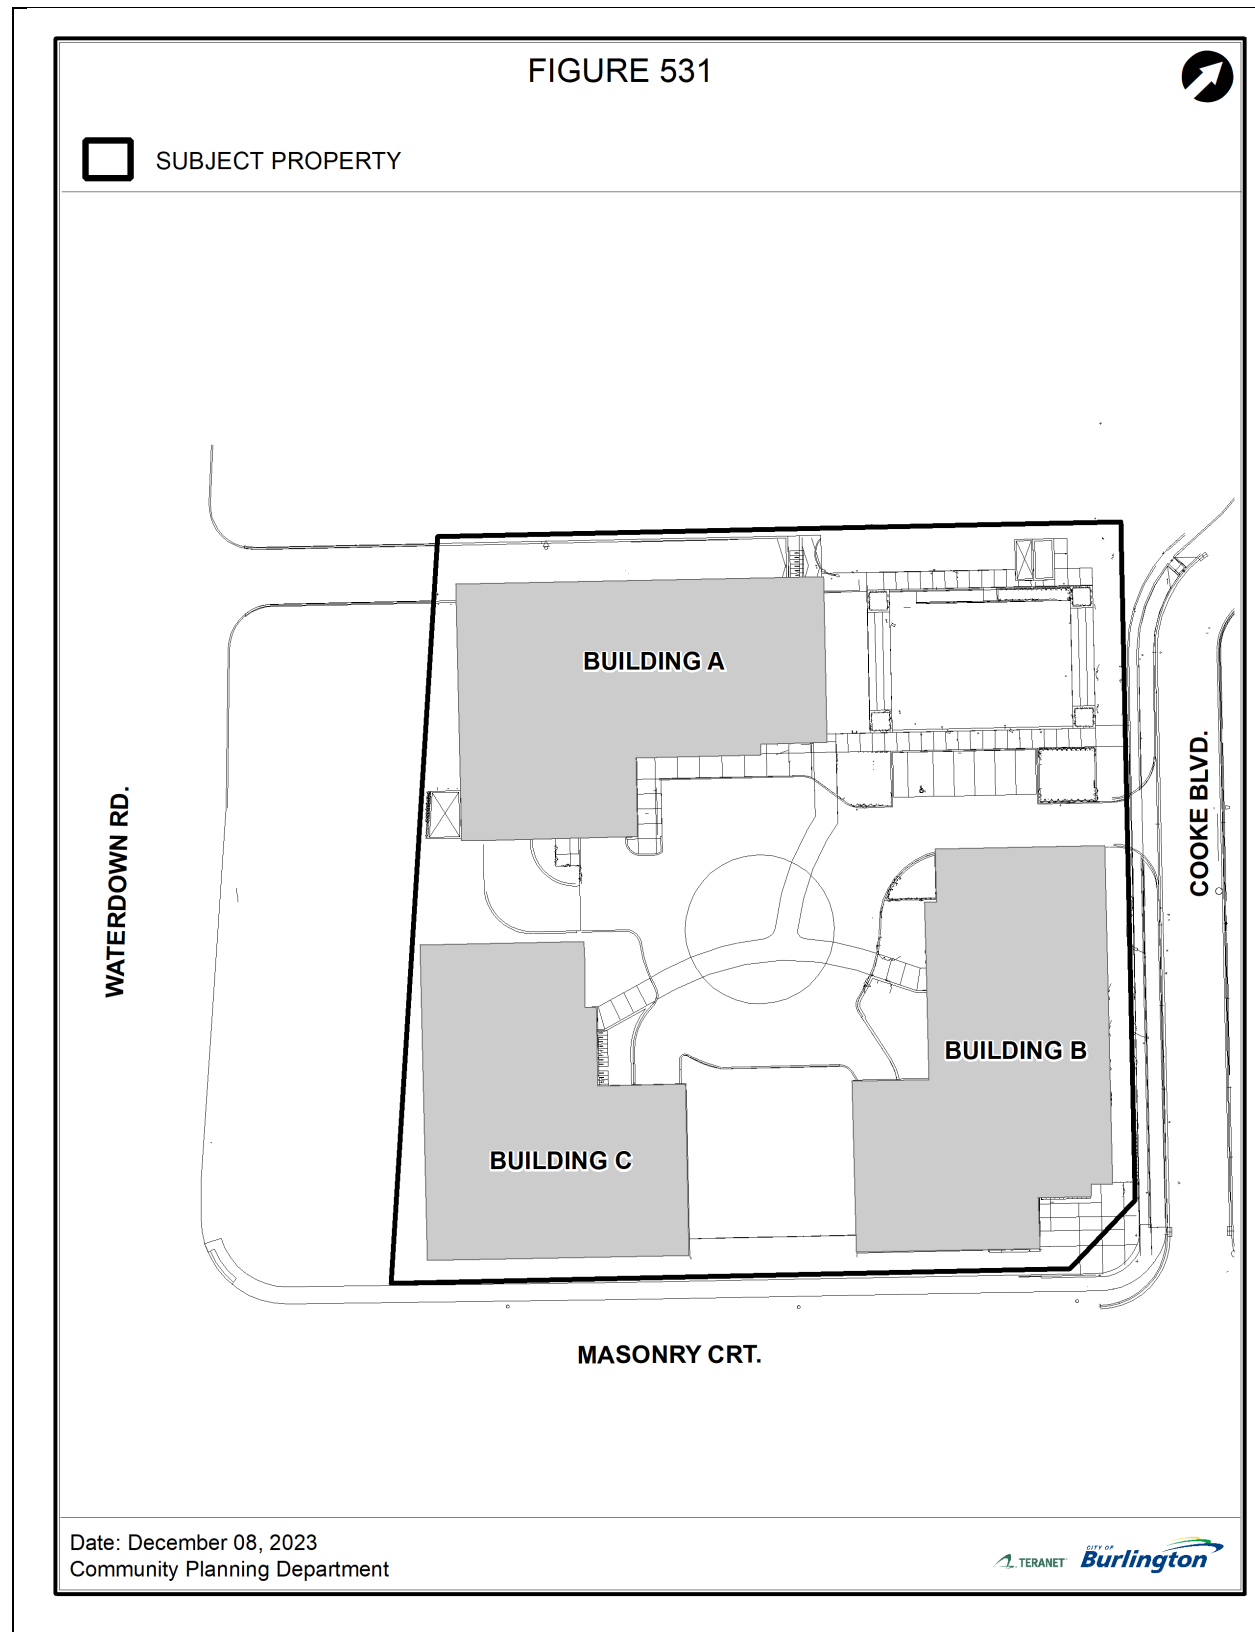 FIGURE 531
SUBJECT PROPERTY
BUILDING A
WATERDOWN RD.
COOKE BLVD.
BUILDING B
BUILDING C
MASONRY CRT.
Date: December 08, 2023
Community Planning Department
TERANET
CITY OF
Burlington